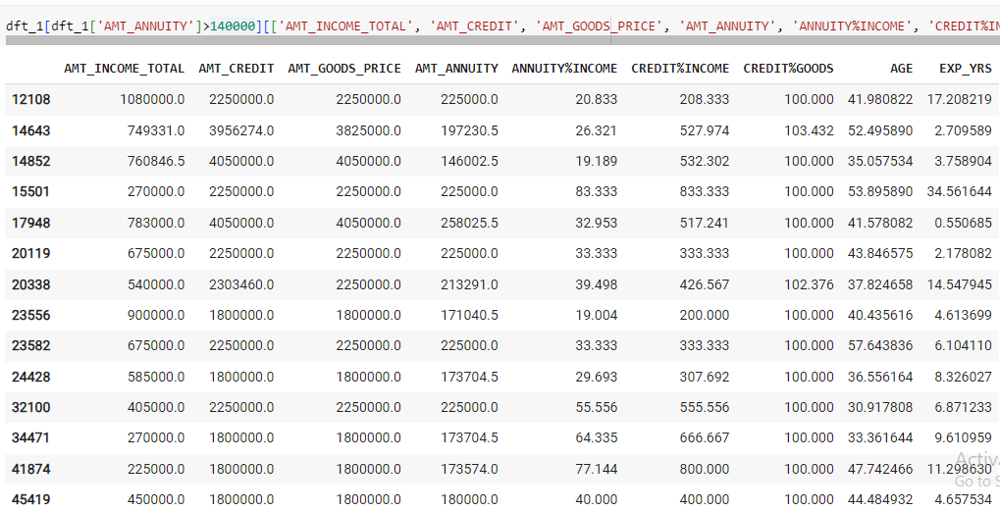 dft_1[dft_1['AMT_ANNUITY']>140000][['AMT_INCOME_TOTAL', 'AMT_CREDIT', 'AMT_GOODS_PRICE', 'AMT_ANNUITY', 'ANNUITY%INCOME', 'CREDIT%IN
AMT_INCOME_TOTAL AMT_CREDIT AMT_GOODS_PRICE AMT_ANNUITY ANNUITY%INCOME CREDIT%INCOME CREDIT%GOODS AGE EXP_YRS
12108 1080000.0 2250000.0 2250000.0 225000.0 20.833 208.333 100.000 41.980822 17.208219
14643 749331.0 3956274.0 3825000.0 197230.5 26.321 527.974 103.432 52.495890 2.709589
14852 760846.5 4050000.0 4050000.0 146002.5 19.189 532.302 100.000 35.057534 3.758904
15501 270000.0 2250000.0 2250000.0 225000.0 83.333 833.333 100.000 53.895890 34.561644
17948 783000.0 4050000.0 4050000.0 258025.5 32.953 517.241 100.000 41.578082 0.550685
20119 675000.0 2250000.0 2250000.0 225000.0 33.333 333.333 100.000 43.846575 2.178082
20338 540000.0 2303460.0 2250000.0 213291.0 39.498 426.567 102.376 37.824658 14.547945
23556 900000.0 1800000.0 1800000.0 171040.5 19.004 200.000 100.000 40.435616 4.613699
23582 675000.0 2250000.0 2250000.0 225000.0 33.333 333.333 100.000 57.643836 6.104110
24428 585000.0 1800000.0 1800000.0 173704.5 29.693 307.692 100.000 36.556164 8.326027
32100 405000.0 2250000.0 2250000.0 225000.0 55.556 555.556 100.000 30.917808 6.871233
34471 270000.0 1800000.0 1800000.0 173704.5 64.335 666.667 100.000 33.361644 9.610959
Activ
41874 225000.0 1800000.0 1800000.0 173574.0 77.144 800.000 100.000 47.742466 11.298630
Go to S
45419 450000.0 1800000.0 1800000.0 180000.0 40.000 400.000 100.000 44.484932 4.657534